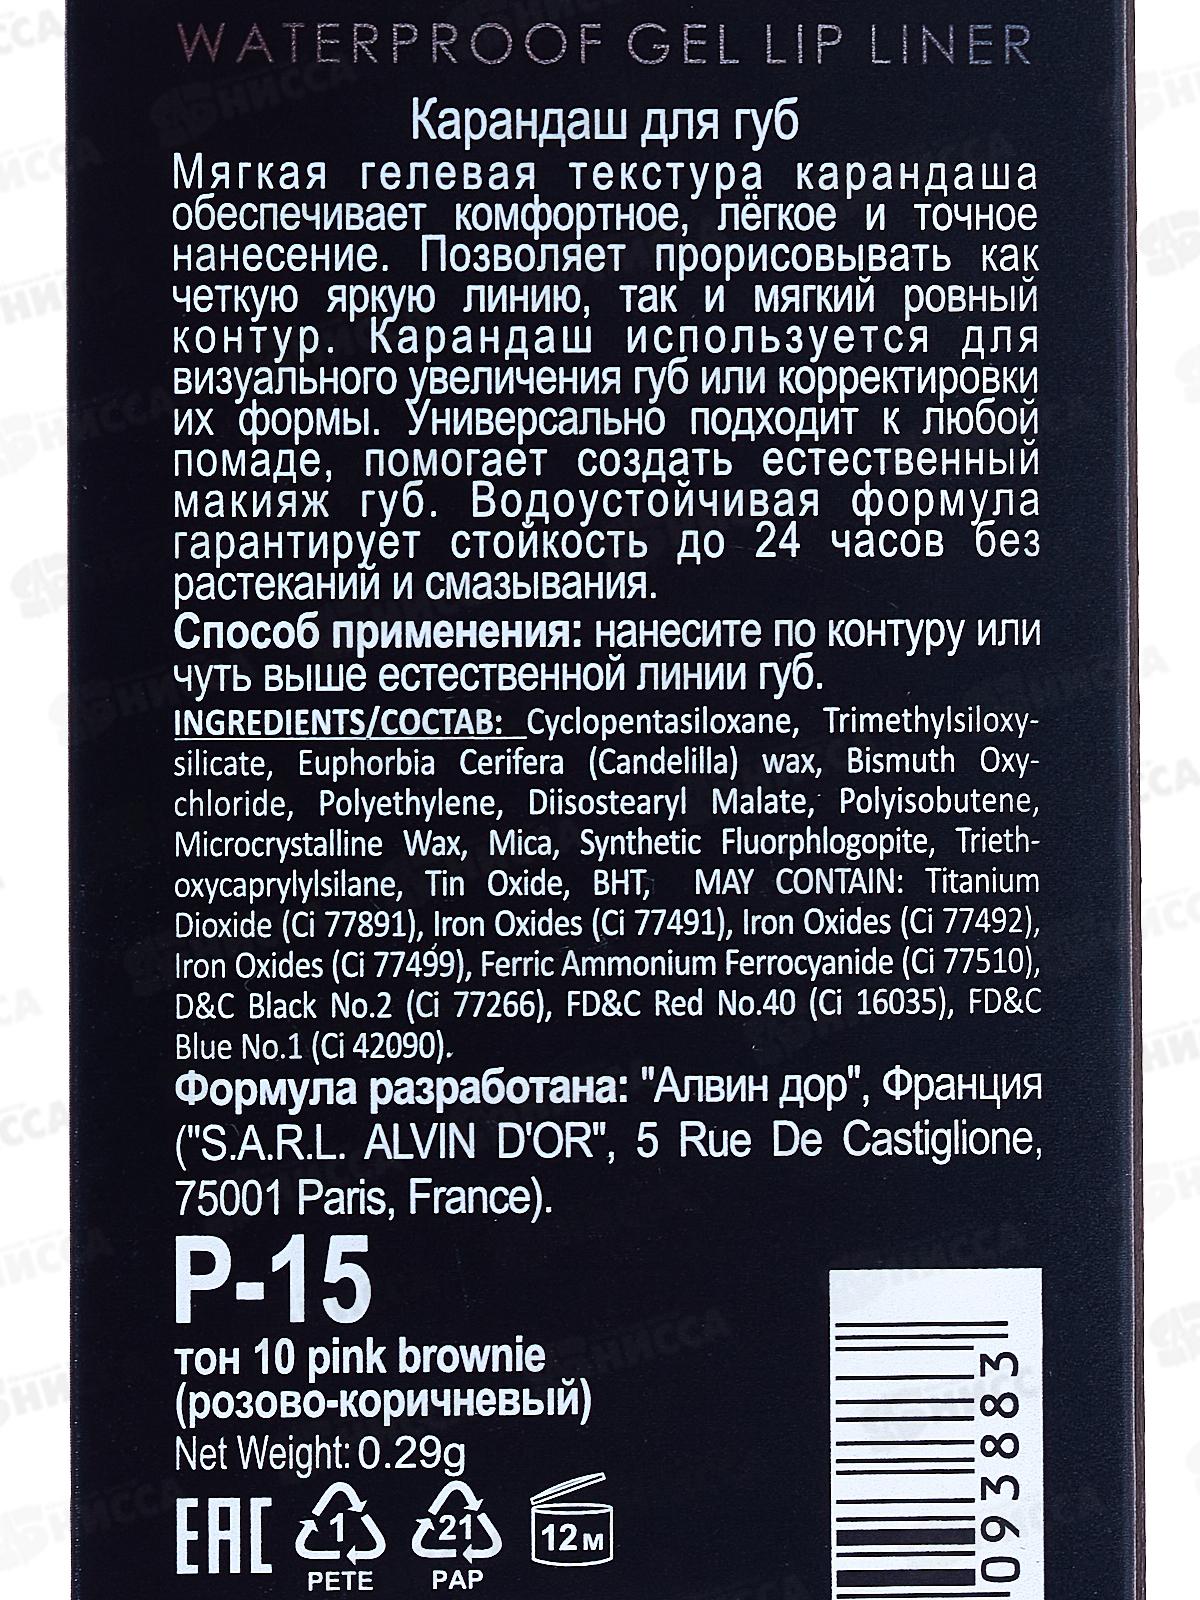 WATERPROOF GEL LIP LINER
Карандаш для губ
Мягкая гелевая текстура карандаша
обеспечивает комфортное, лёгкое и точное
нанесение. Позволяет прорисовывать как
четкую яркую линию, так и мягкий ровный
контур. Карандаш используется для
визуального увеличения губ или корректировки
их формы. Универсально подходит к любой
помаде, помогает создать естественный
макияж губ. Водоустойчивая формула
гарантирует стойкость до 24 часов без
растеканий и смазывания.
Способ применения: нанесите по контуру или
чуть выше естественной линии губ.
INGREDIENTS/СОСТАВ: Cyclopentasiloxane, Trimethylsiloxy-
silicate, Euphorbia Cerifera (Candelilla) wax, Bismuth Oxy-
chloride, Polyethylene, Diisostearyl Malate, Polyisobutene,
Microcrystalline Wax, Mica, Synthetic Fluorphlogopite, Trieth-
oxycaprylylsilane, Tin Oxide, BHT, MAY CONTAIN: Titanium
Dioxide (Ci 77891), Iron Oxides (Ci 77491), Iron Oxides (Ci 77492),
Iron Oxides (Ci 77499), Ferric Ammonium Ferrocyanide (Ci 77510),
D&C Black No.2 (Ci 77266), FD&C Red No.40 (Ci 16035), FD&C
Blue No.1 (Ci 42090).
Формула разработана: "Алвин дор", Франция
("S.A.R.L. ALVIN D'OR", 5 Rue De Castiglione,
75001 Paris, France).
P-15
тон 10 pink brownie
(розово-коричневый)
Net Weight: 0.29g
EAC
1
PETE
21
PAP
12 м
093883